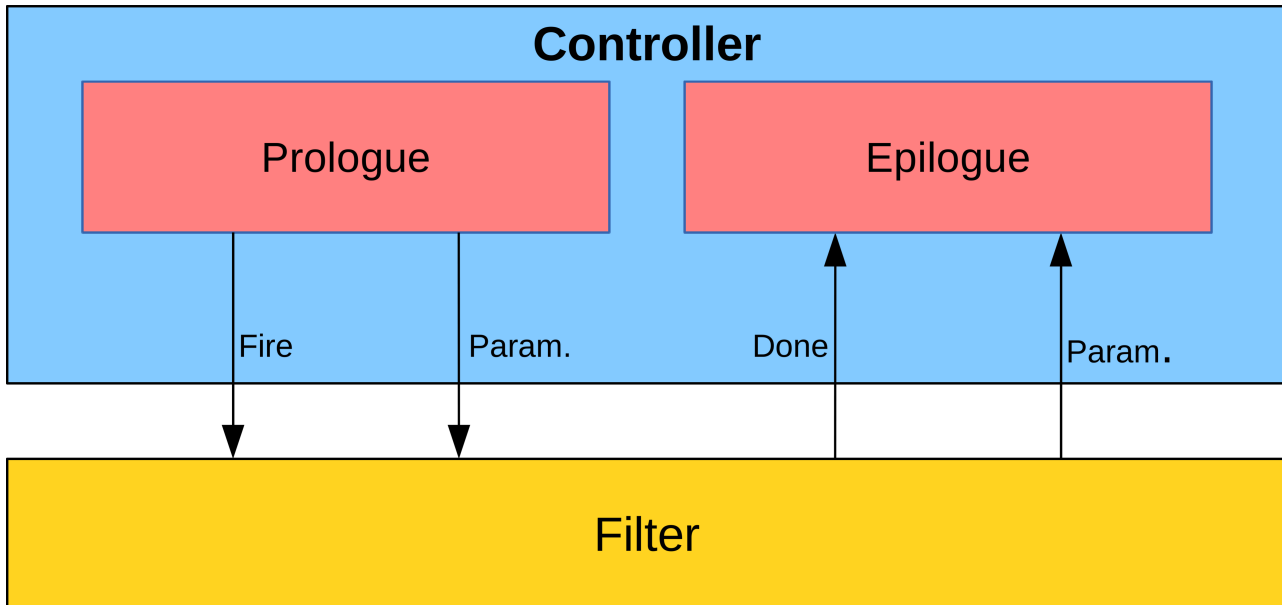 Controller
Prologue
Epilogue
Fire
Param.
Done
Param.
Filter